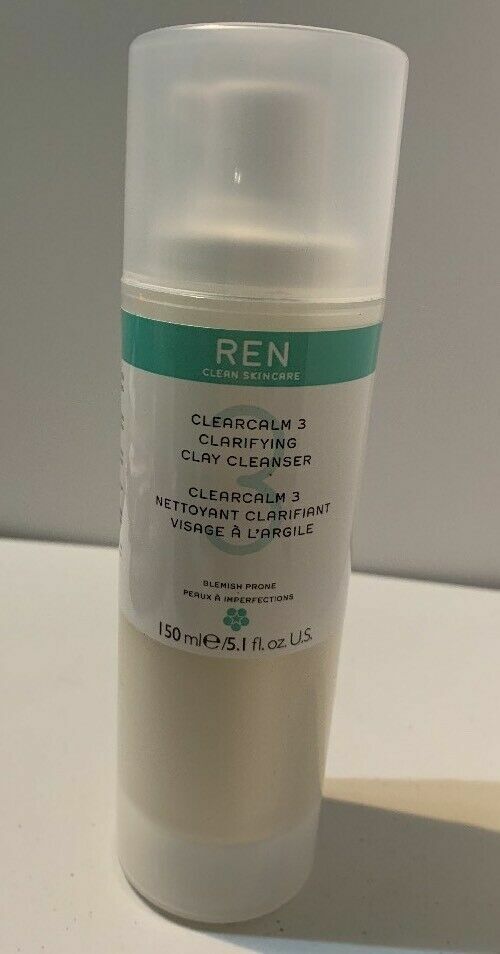 REN
CLEAN SKINCARE
CLEARCALM 3
CLARIFYING
CLAY CLEANSER
CLEARCALM 3
NETTOYANT CLARIFIANT
VISAGE À L'ARGILE
BLEMISH PRONE
PEAUX À IMPERFECTIONS
150 ml℮/5.1 fl. oz. U.S.